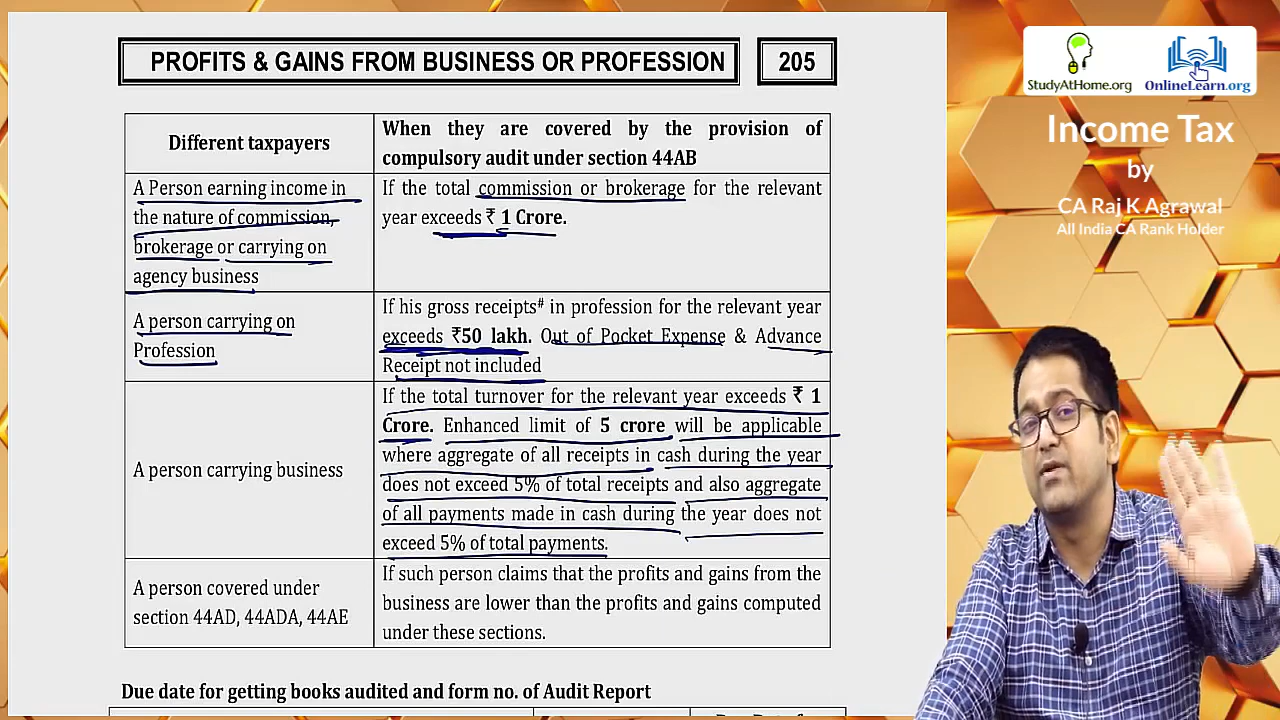 PROFITS & GAINS FROM BUSINESS OR PROFESSION
205
Different taxpayers
When they are covered by the provision of
compulsory audit under section 44AB
A Person earning income in
the nature of commission,
brokerage or carrying on
agency business
If the total commission or brokerage for the relevant
year exceeds ₹ 1 Crore.
A person carrying on
Profession
If his gross receipts# in profession for the relevant year
exceeds ₹50 lakh. Out of Pocket Expense & Advance
Receipt not included
A person carrying business
If the total turnover for the relevant year exceeds ₹ 1
Crore. Enhanced limit of 5 crore will be applicable
where aggregate of all receipts in cash during the year
does not exceed 5% of total receipts and also aggregate
of all payments made in cash during the year does not
exceed 5% of total payments.
A person covered under
section 44AD, 44ADA, 44AE
If such person claims that the profits and gains from the
business are lower than the profits and gains computed
under these sections.
Due date for getting books audited and form no. of Audit Report
StudyAtHome.org
OnlineLearn.org
Income Tax
by
CA Raj K Agrawal
All India CA Rank Holder